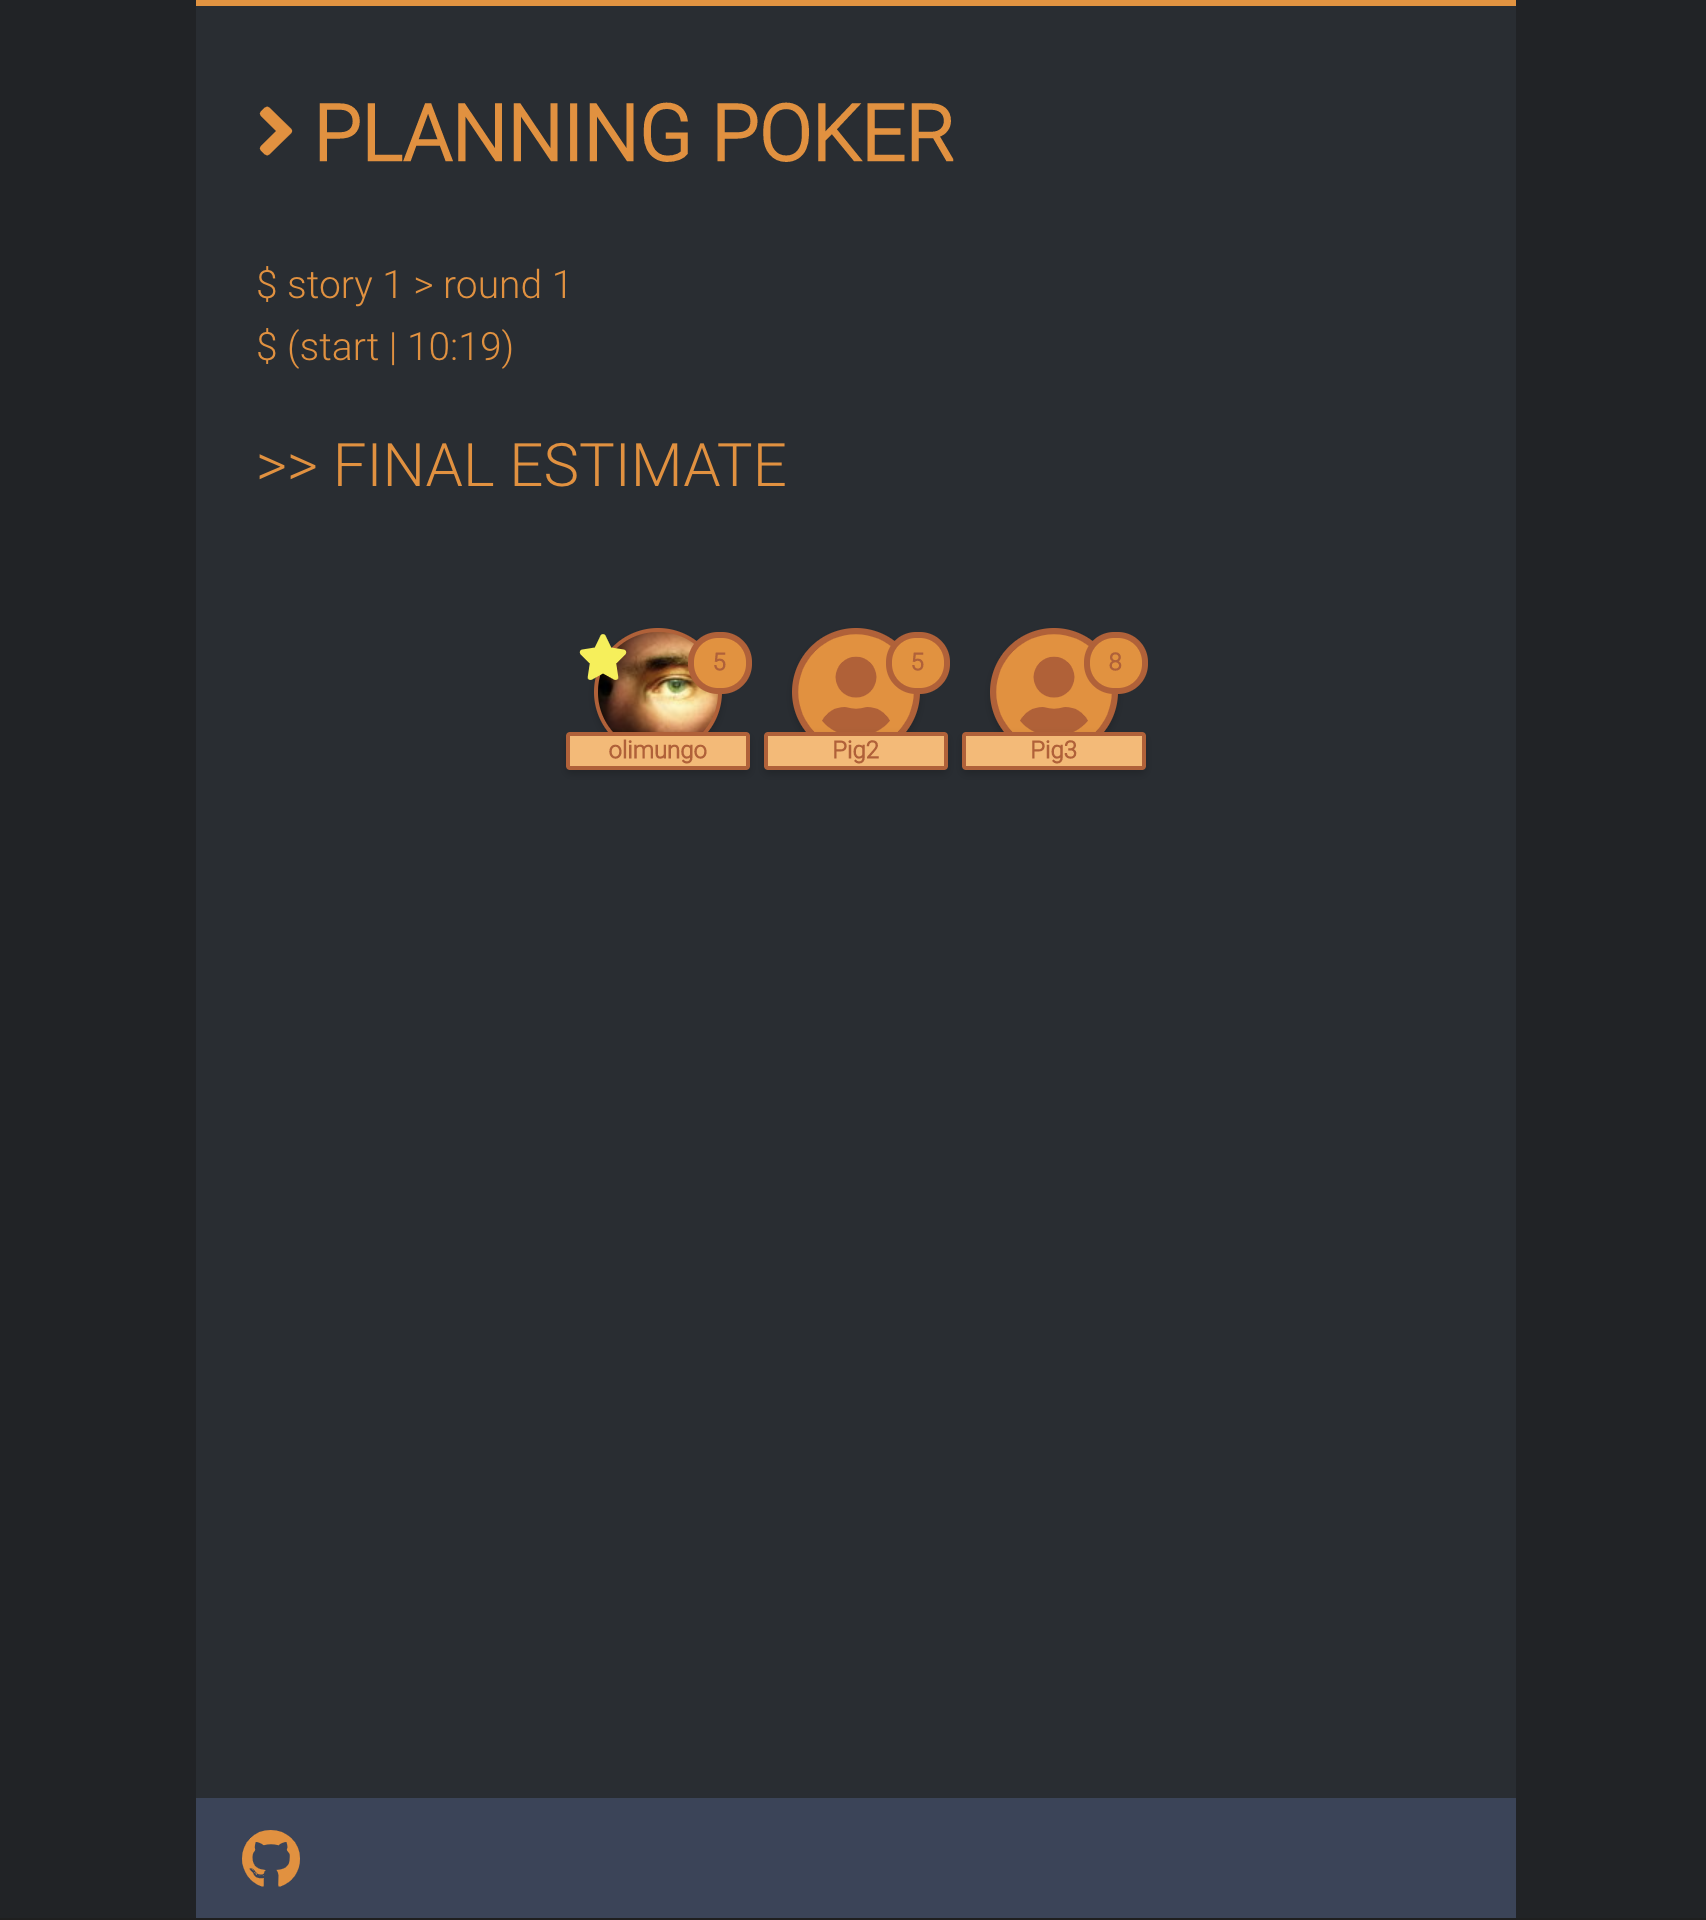 PLANNING POKER
$ story 1 > round 1
$ (start | 10:19)
>> FINAL ESTIMATE
5 5 8
olimungo Pig2 Pig3